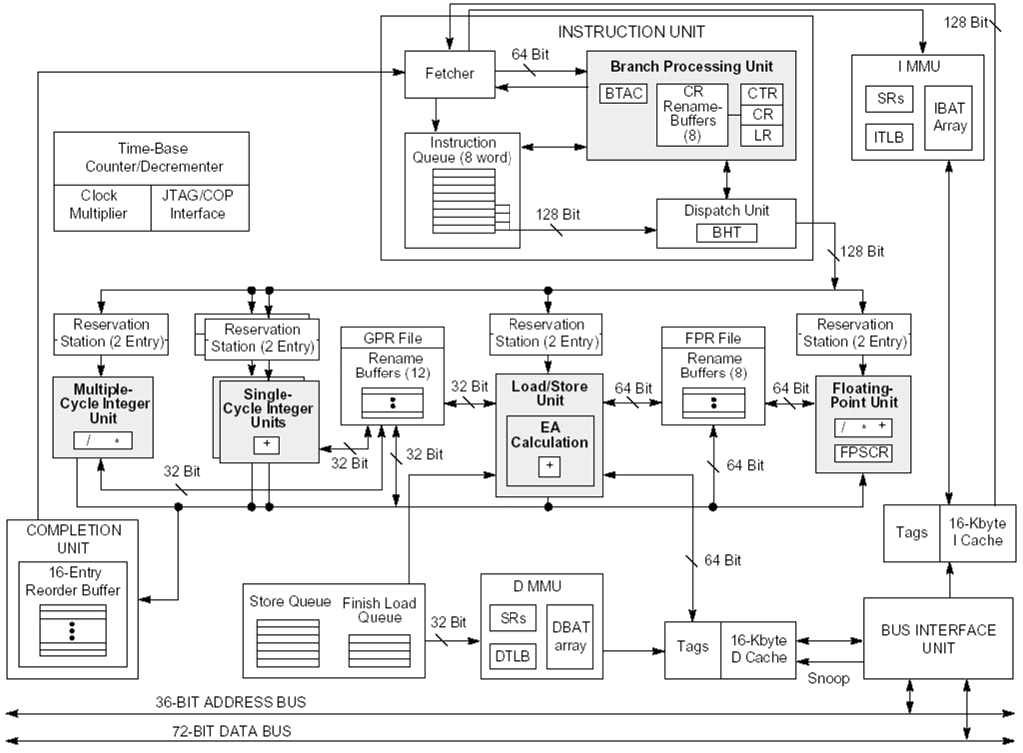 INSTRUCTION UNIT
128 Bit
Fetcher
64 Bit
Branch Processing Unit
BTAC
CR
Rename-
Buffers
(8)
CTR
CR
LR
I MMU
SRs
ITLB
IBAT
Array
Time-Base
Counter/Decrementer
Clock
Multiplier
JTAG/COP
Interface
Instruction
Queue (8 word)
128 Bit
Dispatch Unit
BHT
128 Bit
Reservation
Station (2 Entry)
Reservation
Station (2 Entry)
GPR File
Rename
Buffers (12)
Reservation
Station (2 Entry)
FPR File
Rename
Buffers (8)
Reservation
Station (2 Entry)
Multiple-
Cycle Integer
Unit
/ *
Single-
Cycle Integer
Units
+
32 Bit
Load/Store
Unit
EA
Calculation
+
64 Bit
64 Bit
Floating-
Point Unit
/ * +
FPSCR
32 Bit
32 Bit
32 Bit
64 Bit
COMPLETION
UNIT
16-Entry
Reorder Buffer
Tags
16-Kbyte
I Cache
64 Bit
Store Queue
Finish Load
Queue
32 Bit
D MMU
SRs
DTLB
DBAT
array
Tags
16-Kbyte
D Cache
Snoop
BUS INTERFACE
UNIT
36-BIT ADDRESS BUS
72-BIT DATA BUS